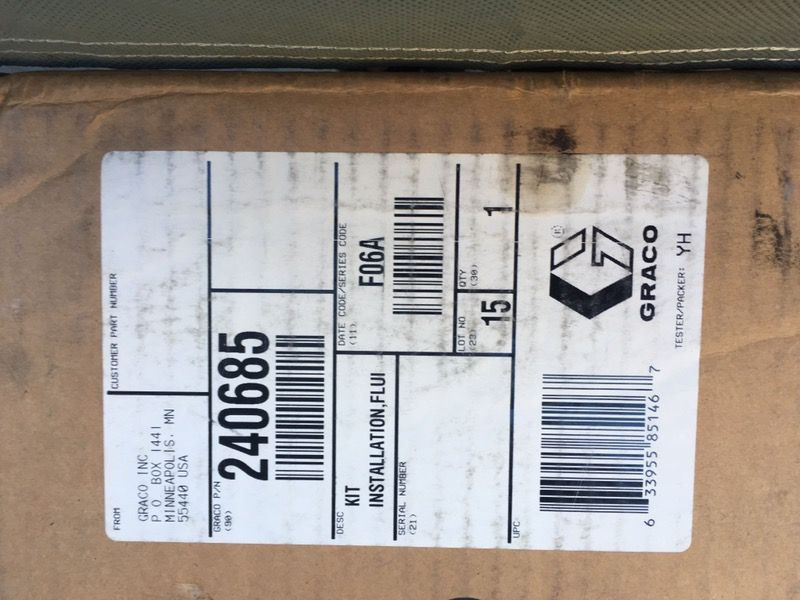 FROM
GRACO INC
P O BOX 1441
MINNEAPOLIS, MN
55440 USA
CUSTOMER PART NUMBER
GRACO P/N
(90)
240685
DESC
KIT
INSTALLATION,FLUI
DATE CODE/SERIES CODE
(11)
F06A
SERIAL NUMBER
(21)
LOT NO
(23)
15
QTY
(30)
1
UPC
6 33955 85146 7
®
GRACO
TESTER/PACKER: YH